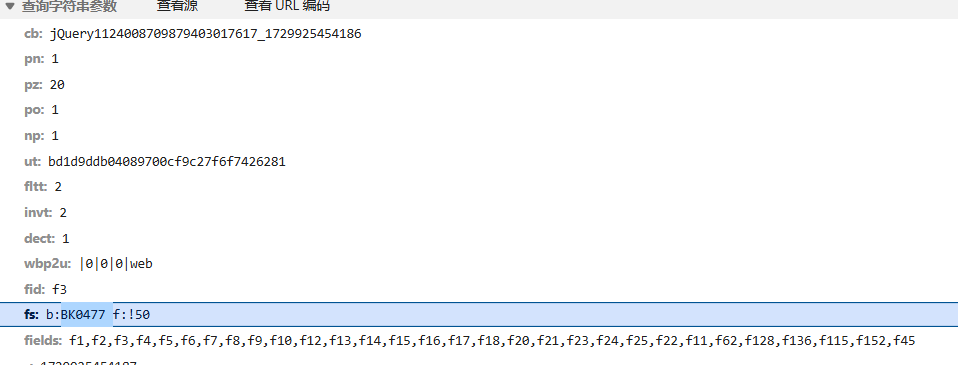 查询字符串参数 查看源 查看 URL 编码
cb: jQuery1124008709879403017617_1729925454186
pn: 1
pz: 20
po: 1
np: 1
ut: bd1d9ddb04089700cf9c27f6f7426281
fltt: 2
invt: 2
dect: 1
wbp2u: |0|0|0|web
fid: f3
fs: b:BK0477 f:!50
fields: f1,f2,f3,f4,f5,f6,f7,f8,f9,f10,f12,f13,f14,f15,f16,f17,f18,f20,f21,f23,f24,f25,f22,f11,f62,f128,f136,f115,f152,f45